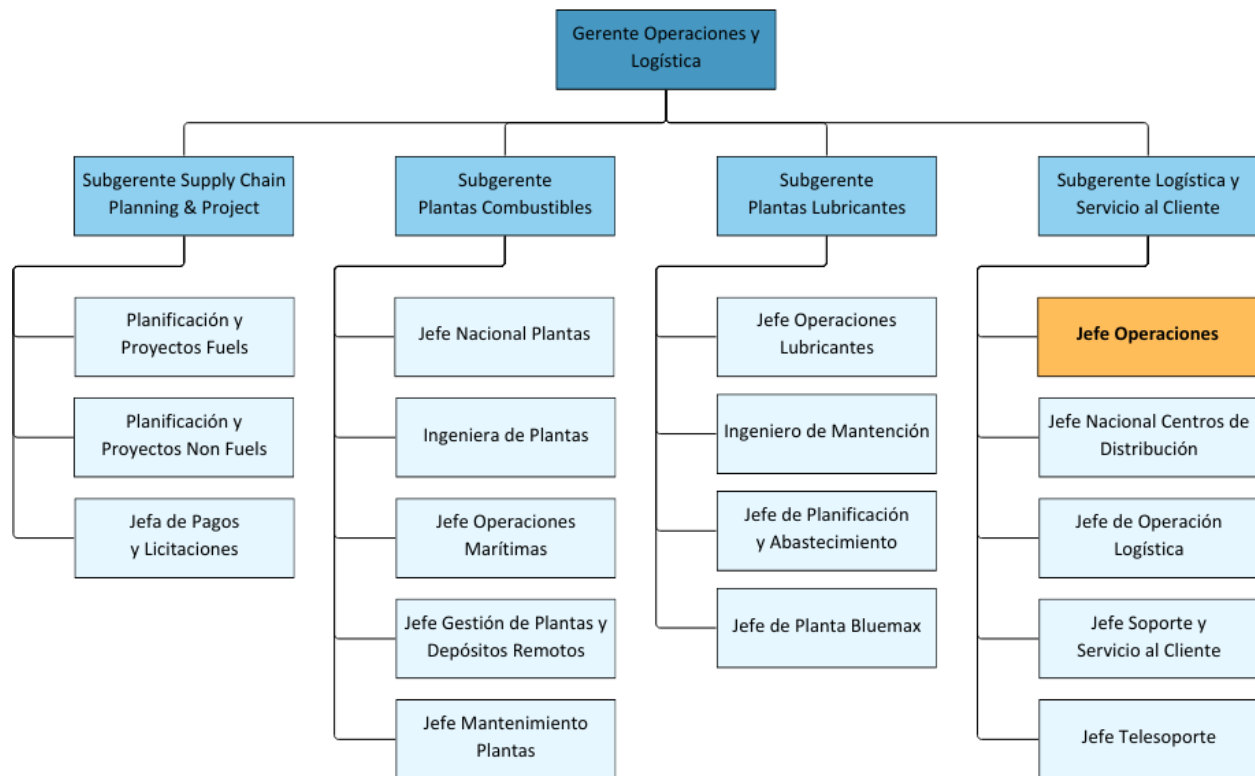 Gerente Operaciones y
Logística
Subgerente Supply Chain
Planning & Project
Planificación y
Proyectos Fuels
Planificación y
Proyectos Non Fuels
Jefa de Pagos
y Licitaciones
Subgerente
Plantas Combustibles
Jefe Nacional Plantas
Ingeniera de Plantas
Jefe Operaciones
Marítimas
Jefe Gestión de Plantas y
Depósitos Remotos
Jefe Mantenimiento
Plantas
Subgerente
Plantas Lubricantes
Jefe Operaciones
Lubricantes
Ingeniero de Mantención
Jefe de Planificación
y Abastecimiento
Jefe de Planta Bluemax
Subgerente Logística y
Servicio al Cliente
Jefe Operaciones
Jefe Nacional Centros de
Distribución
Jefe de Operación
Logística
Jefe Soporte y
Servicio al Cliente
Jefe Telesoporte